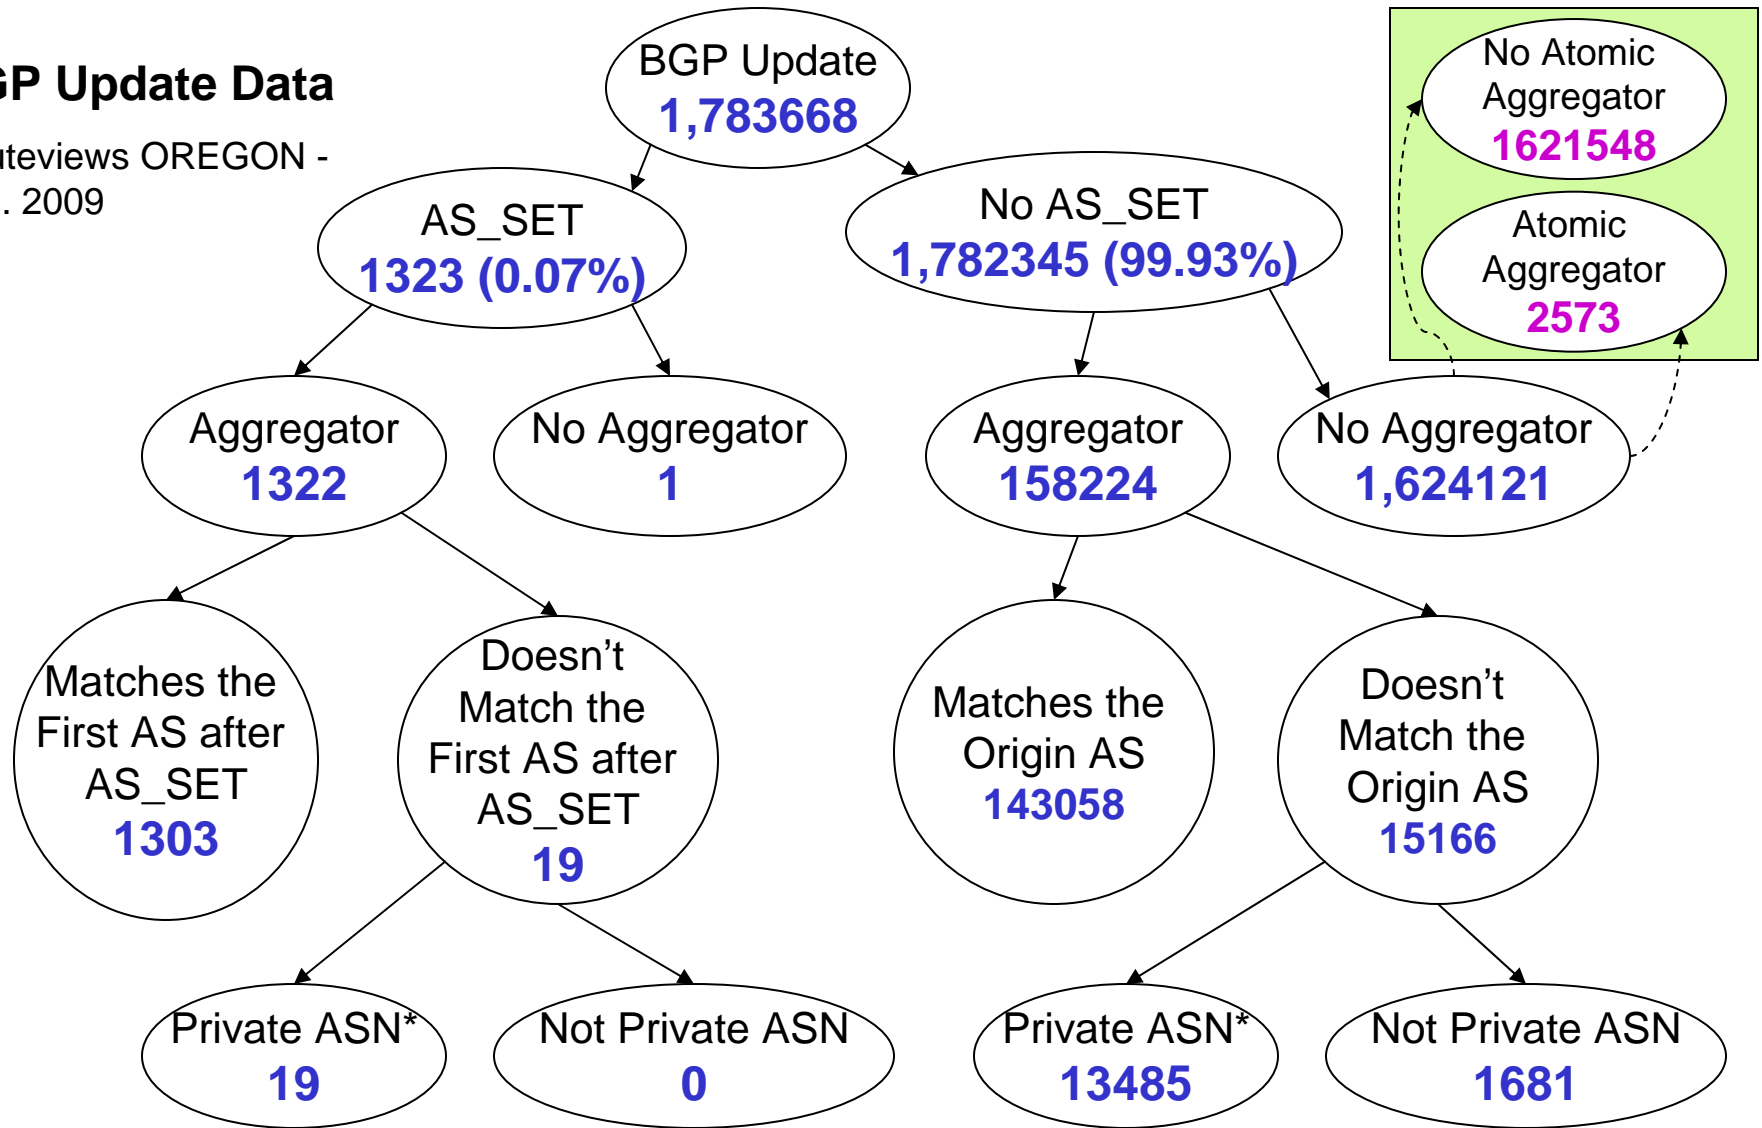 GP Update Data
uteviews OREGON -
. 2009
BGP Update
1,783668
AS_SET
1323 (0.07%)
No AS_SET
1,782345 (99.93%)
No Atomic
Aggregator
1621548
Atomic
Aggregator
2573
Aggregator
1322
No Aggregator
1
Aggregator
158224
No Aggregator
1,624121
Matches the
First AS after
AS_SET
1303
Doesn’t
Match the
First AS after
AS_SET
19
Matches the
Origin AS
143058
Doesn’t
Match the
Origin AS
15166
Private ASN*
19
Not Private ASN
0
Private ASN*
13485
Not Private ASN
1681